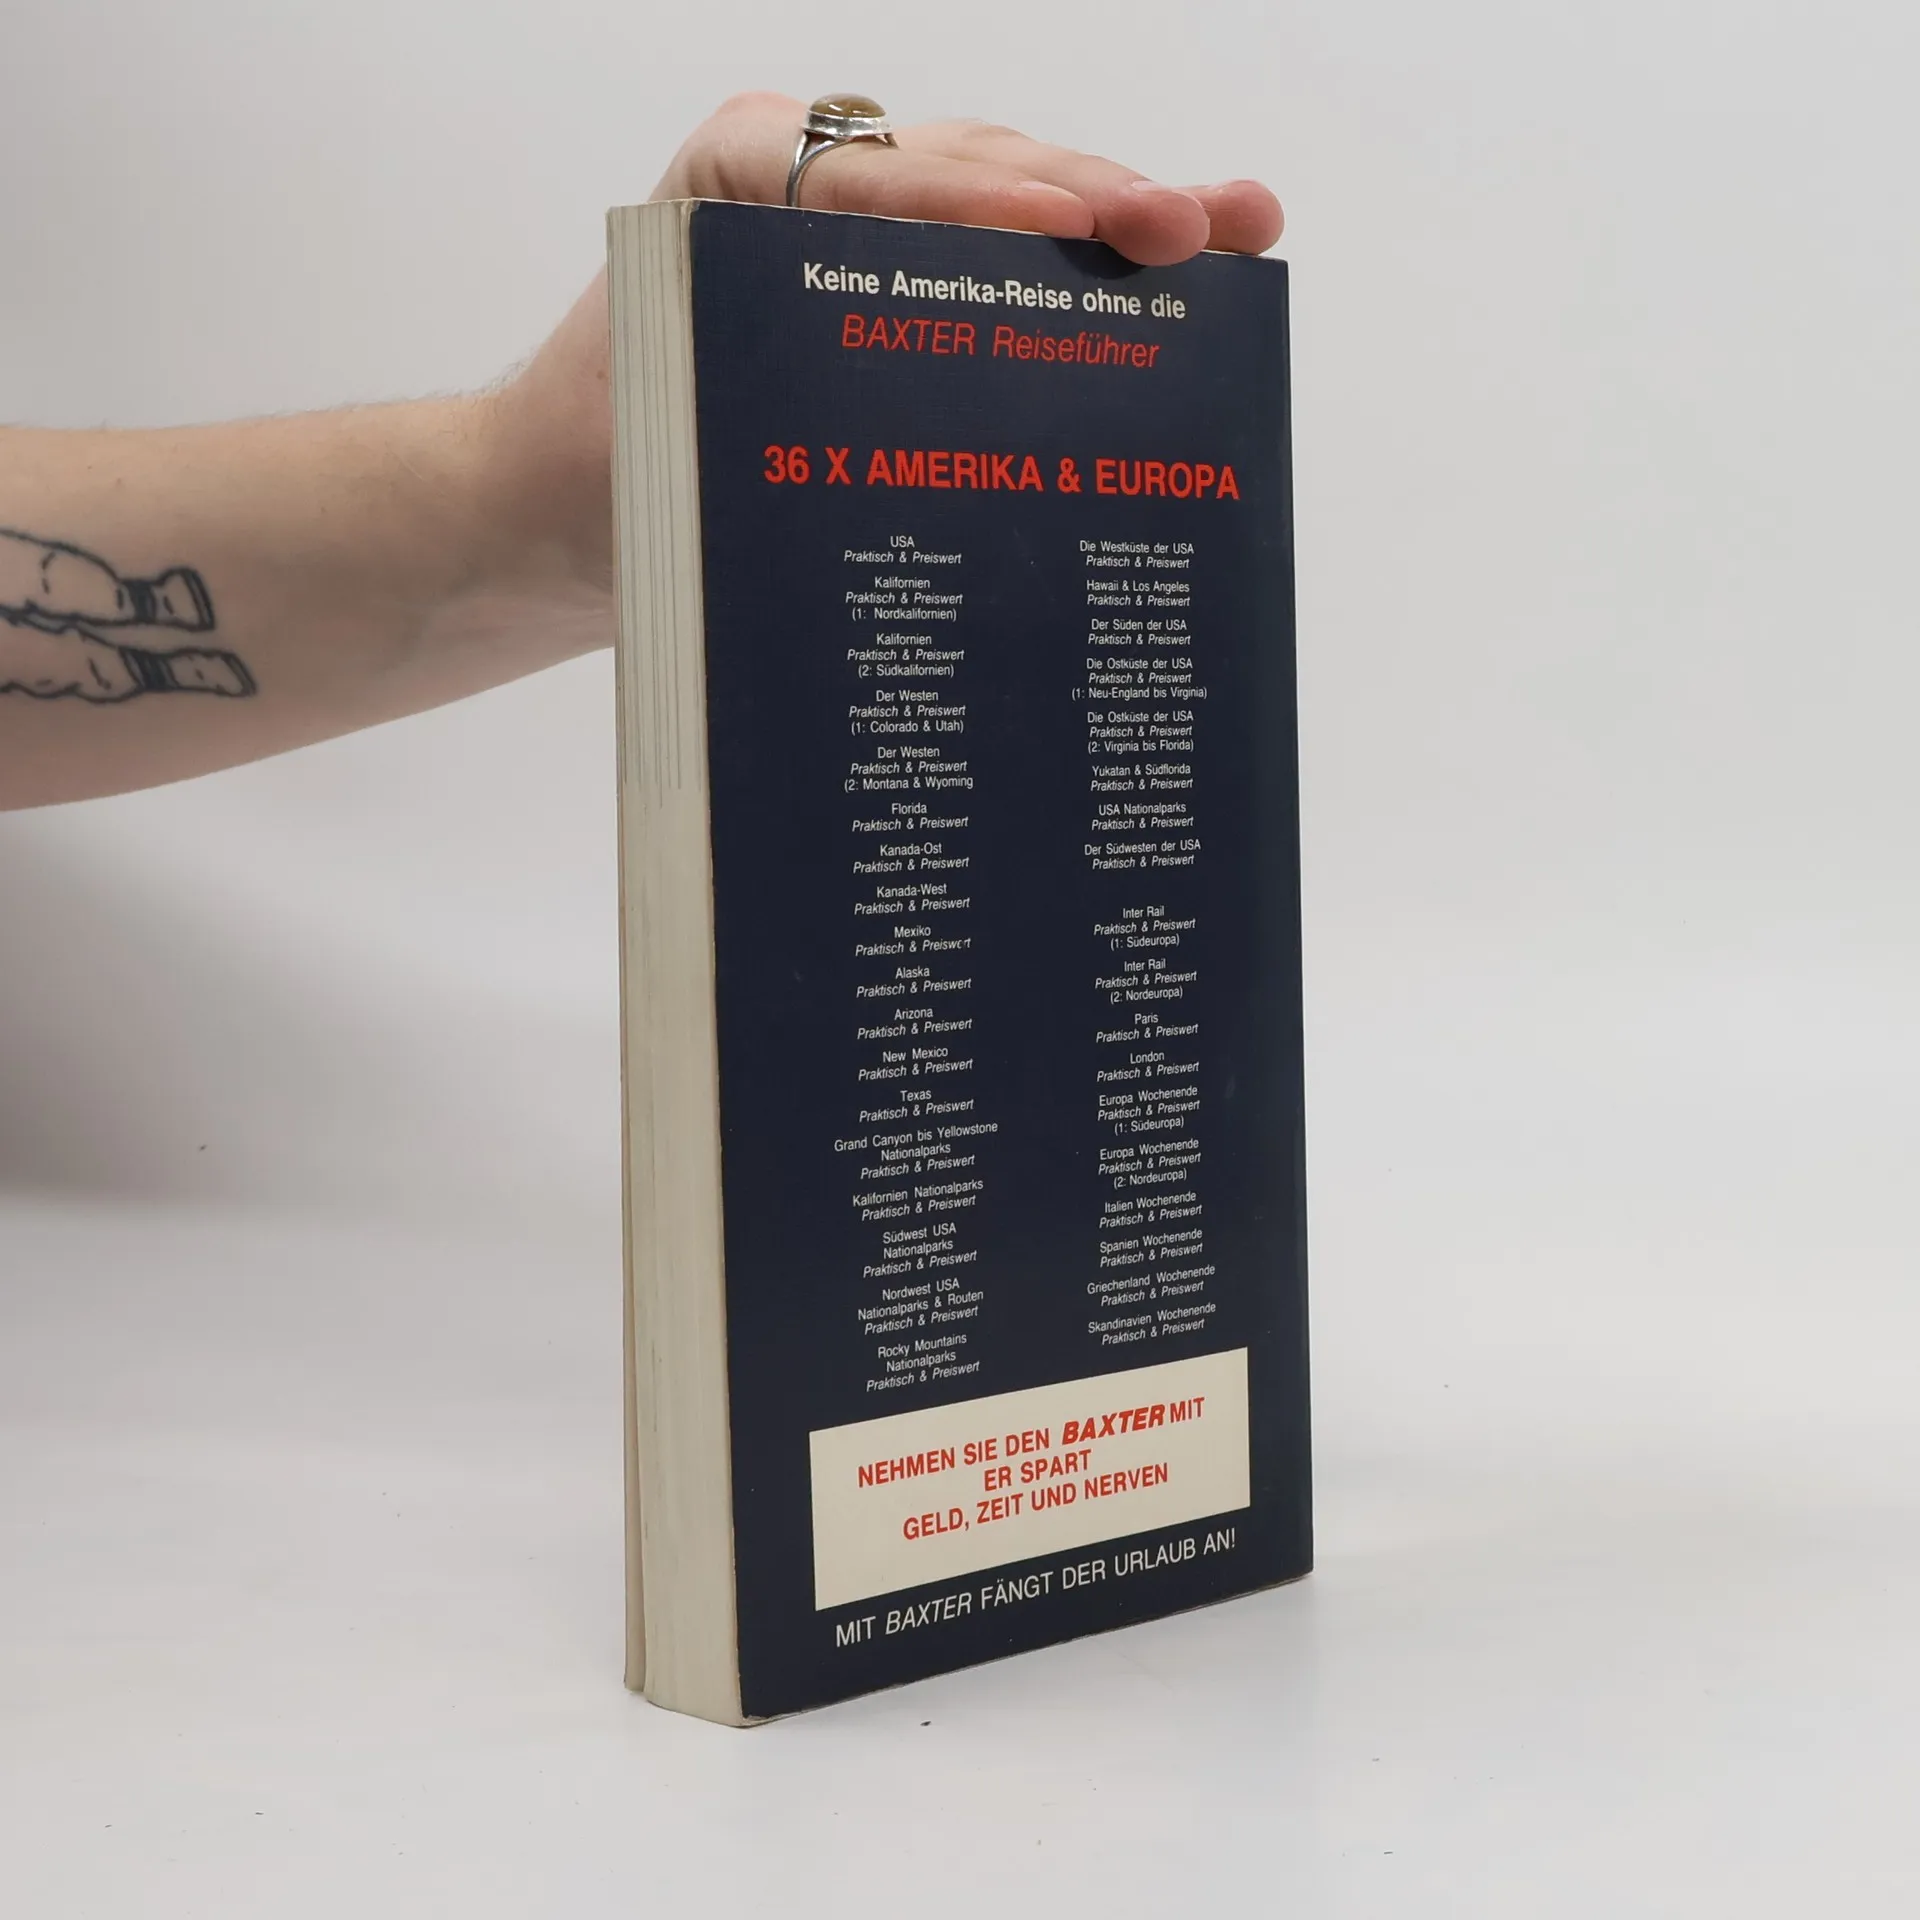 Keine Amerika-Reise ohne die
BAXTER Reiseführer
36 X AMERIKA & EUROPA
USA
Praktisch & Preiswert
Kalifornien
Praktisch & Preiswert
(1: Nordkalifornien)
Kalifornien
Praktisch & Preiswert
(2: Südkalifornien)
Der Westen
Praktisch & Preiswert
(1: Colorado & Utah)
Der Westen
Praktisch & Preiswert
(2: Montana & Wyoming
Florida
Praktisch & Preiswert
Kanada-Ost
Praktisch & Preiswert
Kanada-West
Praktisch & Preiswert
Mexiko
Praktisch & Preiswert
Alaska
Praktisch & Preiswert
Arizona
Praktisch & Preiswert
New Mexico
Praktisch & Preiswert
Texas
Praktisch & Preiswert
Grand Canyon bis Yellowstone
Nationalparks
Praktisch & Preiswert
Kalifornien Nationalparks
Praktisch & Preiswert
Südwest USA
Nationalparks
Praktisch & Preiswert
Nordwest USA
Nationalparks & Routen
Praktisch & Preiswert
Rocky Mountains
Nationalparks
Praktisch & Preiswert
Die Westküste der USA
Praktisch & Preiswert
Hawaii & Los Angeles
Praktisch & Preiswert
Der Süden der USA
Praktisch & Preiswert
Die Ostküste der USA
Praktisch & Preiswert
(1: Neu-England bis Virginia)
Die Ostküste der USA
Praktisch & Preiswert
(2: Virginia bis Florida)
Yukatan & Südflorida
Praktisch & Preiswert
USA Nationalparks
Praktisch & Preiswert
Der Südwesten der USA
Praktisch & Preiswert
Inter Rail
Praktisch & Preiswert
(1: Südeuropa)
Inter Rail
Praktisch & Preiswert
(2: Nordeuropa)
Paris
Praktisch & Preiswert
London
Praktisch & Preiswert
Europa Wochenende
Praktisch & Preiswert
(1: Südeuropa)
Europa Wochenende
Praktisch & Preiswert
(2: Nordeuropa)
Italien Wochenende
Praktisch & Preiswert
Spanien Wochenende
Praktisch & Preiswert
Griechenland Wochenende
Praktisch & Preiswert
Skandinavien Wochenende
Praktisch & Preiswert
NEHMEN SIE DEN BAXTER MIT
ER SPART
GELD, ZEIT UND NERVEN
MIT BAXTER FÄNGT DER URLAUB AN!